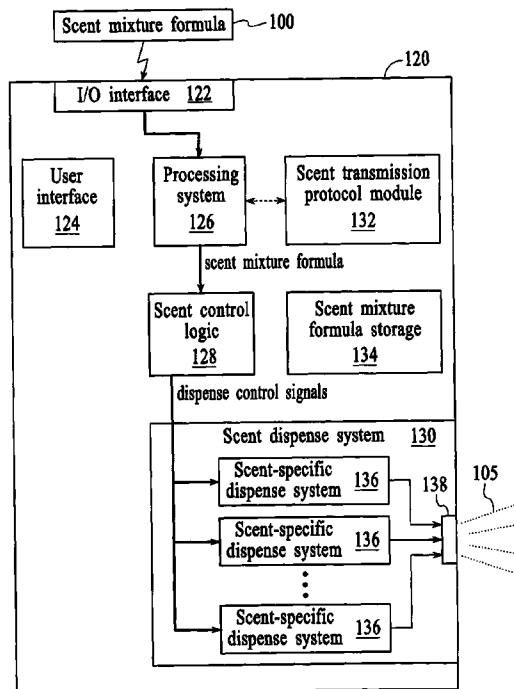 Scent mixture formula
100
120
I/O interface 122
User
interface
124
Processing
system
126
Scent transmission
protocol module
132
scent mixture formula
Scent control
logic
128
Scent mixture
formula storage
134
dispense control signals
Scent dispense system 130
Scent-specific
dispense system 136
138
105
Scent-specific
dispense system 136
Scent-specific
dispense system 136